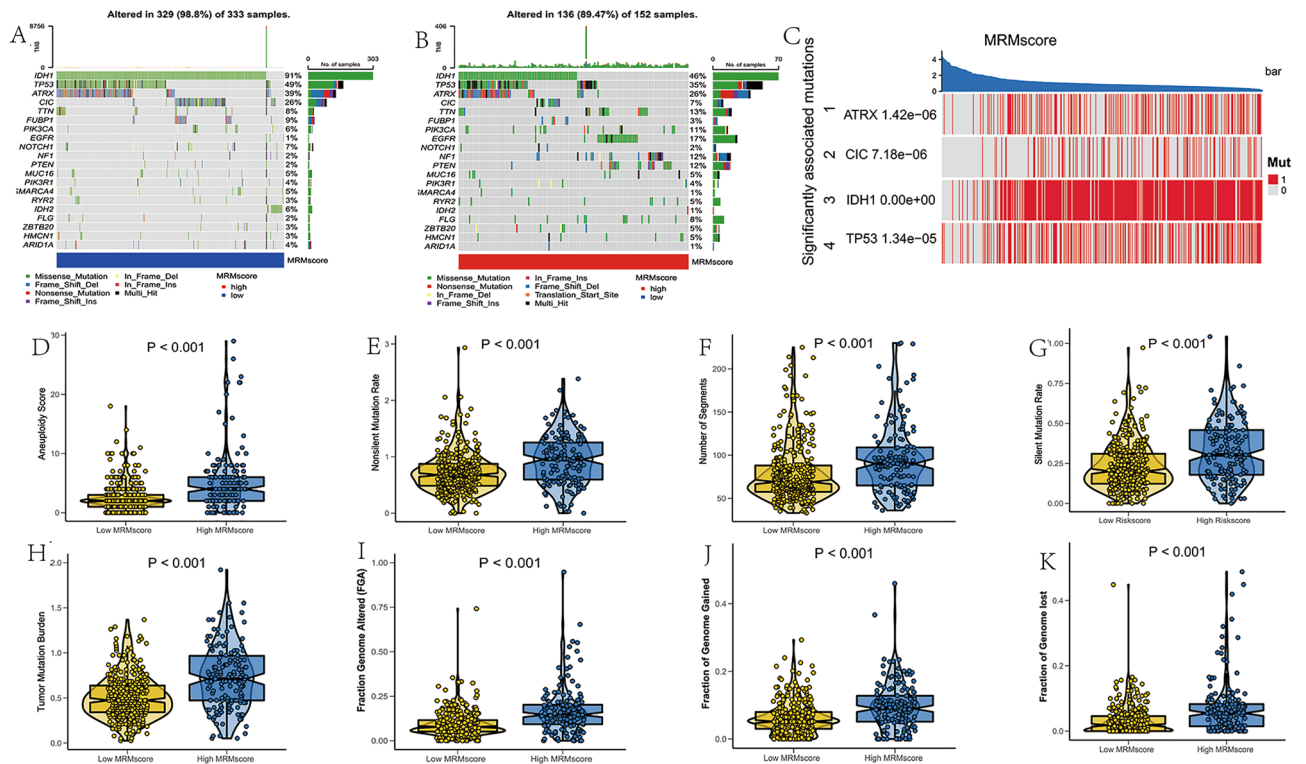 A
Altered in 329 (98.8%) of 333 samples.
8756
0
TMB
0 303
No. of samples
IDH1 91%
TP53 49%
ATRX 39%
CIC 26%
TTN 8%
FUBP1 9%
PIK3CA 6%
EGFR 1%
NOTCH1 7%
NF1 2%
PTEN 2%
MUC16 5%
PIK3R1 4%
SMARCA4 5%
RYR2 3%
IDH2 6%
FLG 2%
ZBTB20 3%
HMCN1 3%
ARID1A 4%
MRMscore
Missense_Mutation In_Frame_Del MRMscore
Frame_Shift_Del In_Frame_Ins high
Nonsense_Mutation Multi_Hit low
Frame_Shift_Ins
B
Altered in 136 (89.47%) of 152 samples.
406
0
TMB
0 70
No. of samples
IDH1 46%
TP53 35%
ATRX 26%
CIC 7%
TTN 13%
FUBP1 3%
PIK3CA 11%
EGFR 17%
NOTCH1 2%
NF1 12%
PTEN 12%
MUC16 5%
PIK3R1 4%
SMARCA4 1%
RYR2 5%
IDH2 1%
FLG 8%
ZBTB20 5%
HMCN1 5%
ARID1A 1%
MRMscore
Missense_Mutation In_Frame_Ins MRMscore
Nonsense_Mutation Frame_Shift_Del high
In_Frame_Del Translation_Start_Site low
Frame_Shift_Ins Multi_Hit
C
MRMscore
4
2
0
bar
Significantly associated mutations
1 ATRX 1.42e-06
2 CIC 7.18e-06
3 IDH1 0.00e+00
4 TP53 1.34e-05
Mut
1
0
D
P < 0.001
Aneuploidy Score
30
20
10
0
Low MRMscore High MRMscore
E
P < 0.001
Nonsilent Mutation Rate
3
2
1
0
Low MRMscore High MRMscore
F
P < 0.001
Number of Segments
200
150
100
50
Low MRMscore High MRMscore
G
P < 0.001
Silent Mutation Rate
1.00
0.75
0.50
0.25
0.00
Low Riskscore High Riskscore
H
P < 0.001
Tumor Mutation Burden
2.0
1.5
1.0
0.5
0.0
Low MRMscore High MRMscore
I
P < 0.001
Fraction Genome Altered (FGA)
1.00
0.75
0.50
0.25
0.00
Low MRMscore High MRMscore
J
P < 0.001
Fraction of Genome Gained
0.4
0.2
0.0
Low MRMscore High MRMscore
K
P < 0.001
Fraction of Genome lost
0.4
0.2
0.0
Low MRMscore High MRMscore